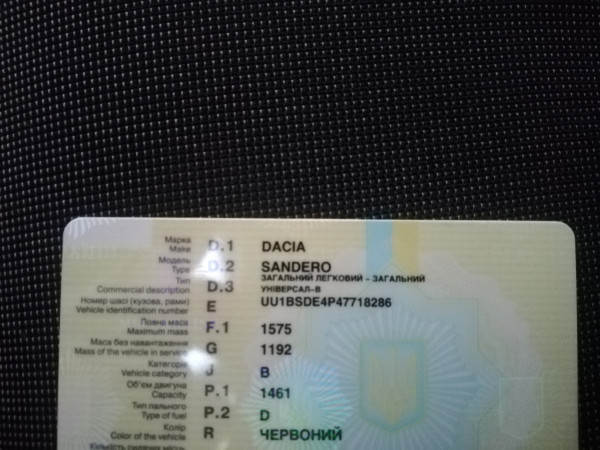 Марка D.1 DACIA
Make
Модель D.2 SANDERO
Type
Тип D.3 ЗАГАЛЬНИЙ ЛЕГКОВИЙ - ЗАГАЛЬНИЙ
Commercial description УНІВЕРСАЛ-B
Номер шасі (кузова, рами) E UU1BSDE4P47718286
Vehicle identification number
Повна маса F.1 1575
Maximum mass
Маса без навантаження G 1192
Mass of the vehicle in service
Категорія J B
Vehicle category
Об'єм двигуна P.1 1461
Capacity
Тип пального P.2 D
Type of fuel
Колір R ЧЕРВОНИЙ
Color of the vehicle